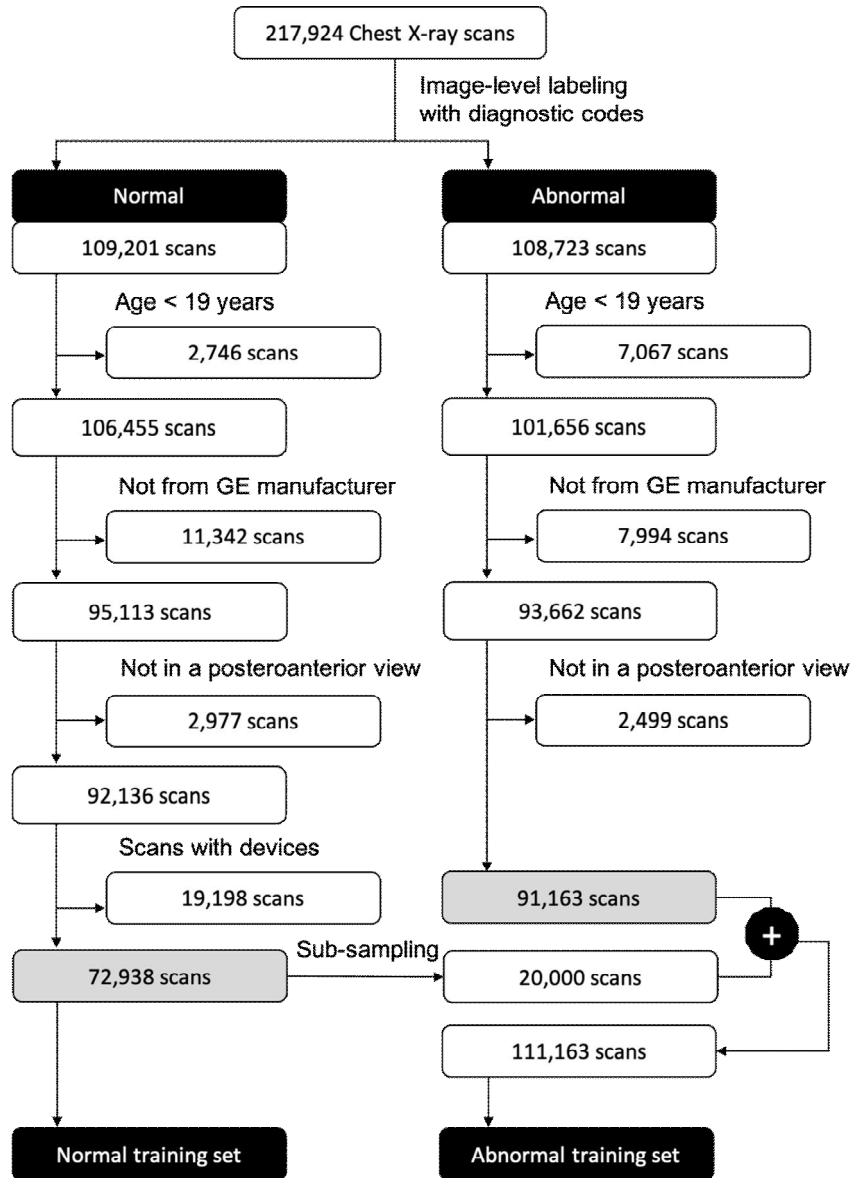 217,924 Chest X-ray scans
Image-level labeling
with diagnostic codes
Normal
109,201 scans
Age < 19 years
2,746 scans
106,455 scans
Not from GE manufacturer
11,342 scans
95,113 scans
Not in a posteroanterior view
2,977 scans
92,136 scans
Scans with devices
19,198 scans
72,938 scans
Sub-sampling
Normal training set
Abnormal
108,723 scans
Age < 19 years
7,067 scans
101,656 scans
Not from GE manufacturer
7,994 scans
93,662 scans
Not in a posteroanterior view
2,499 scans
91,163 scans
+
20,000 scans
111,163 scans
Abnormal training set